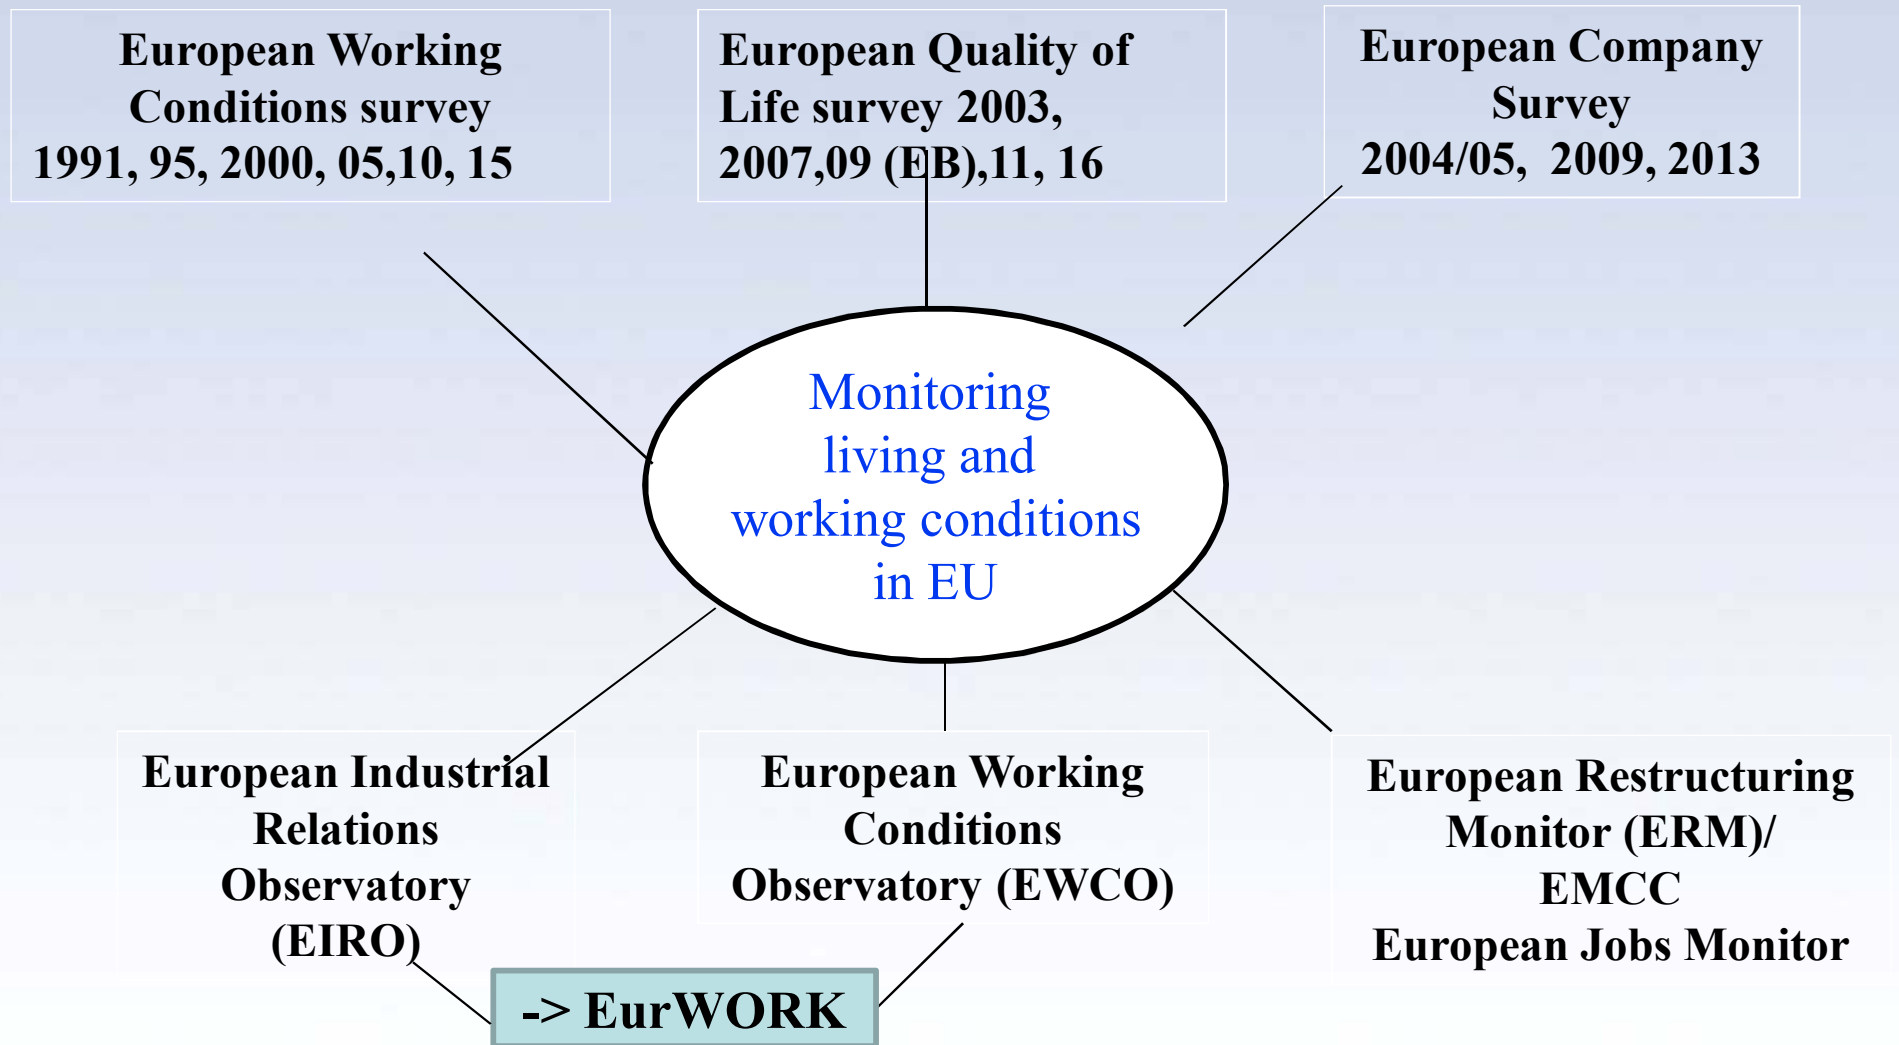 European Working
Conditions survey
1991, 95, 2000, 05,10, 15
European Quality of
Life survey 2003,
2007,09 (EB),11, 16
European Company
Survey
2004/05, 2009, 2013
Monitoring
living and
working conditions
in EU
European Industrial
Relations
Observatory
(EIRO)
European Working
Conditions
Observatory (EWCO)
European Restructuring
Monitor (ERM)/
EMCC
European Jobs Monitor
-> EurWORK